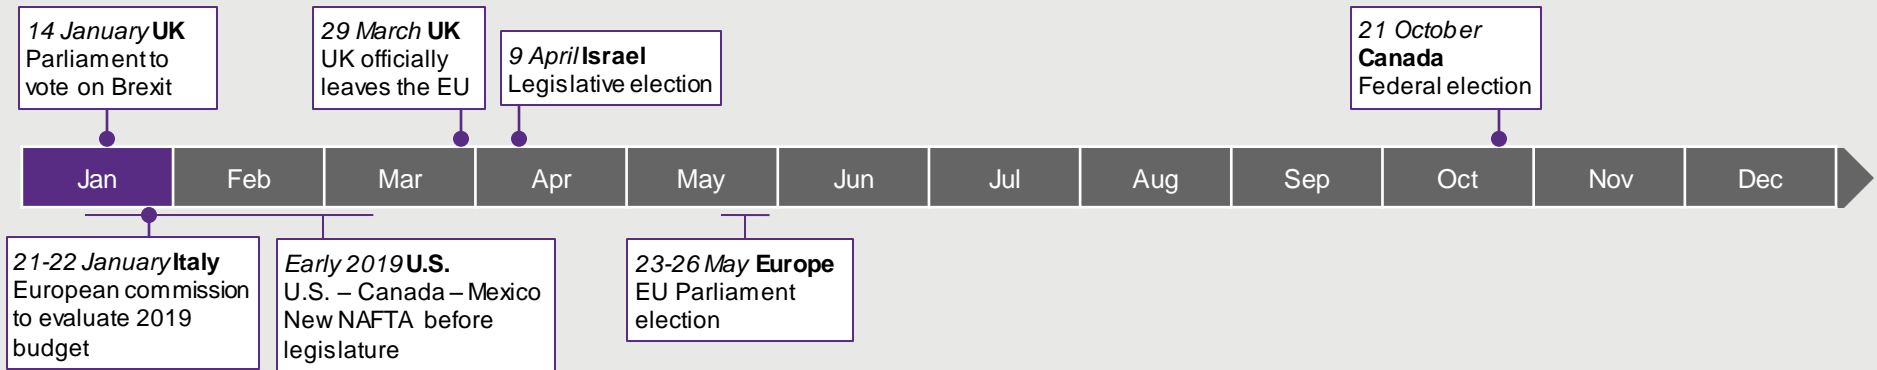 14 January UK
Parliament to
vote on Brexit
29 March UK
UK officially
leaves the EU
9 April Israel
Legislative election
21 October
Canada
Federal election
Jan Feb Mar Apr May Jun Jul Aug Sep Oct Nov Dec
21-22 January Italy
European commission
to evaluate 2019
budget
Early 2019 U.S.
U.S. – Canada – Mexico
New NAFTA before
legislature
23-26 May Europe
EU Parliament
election